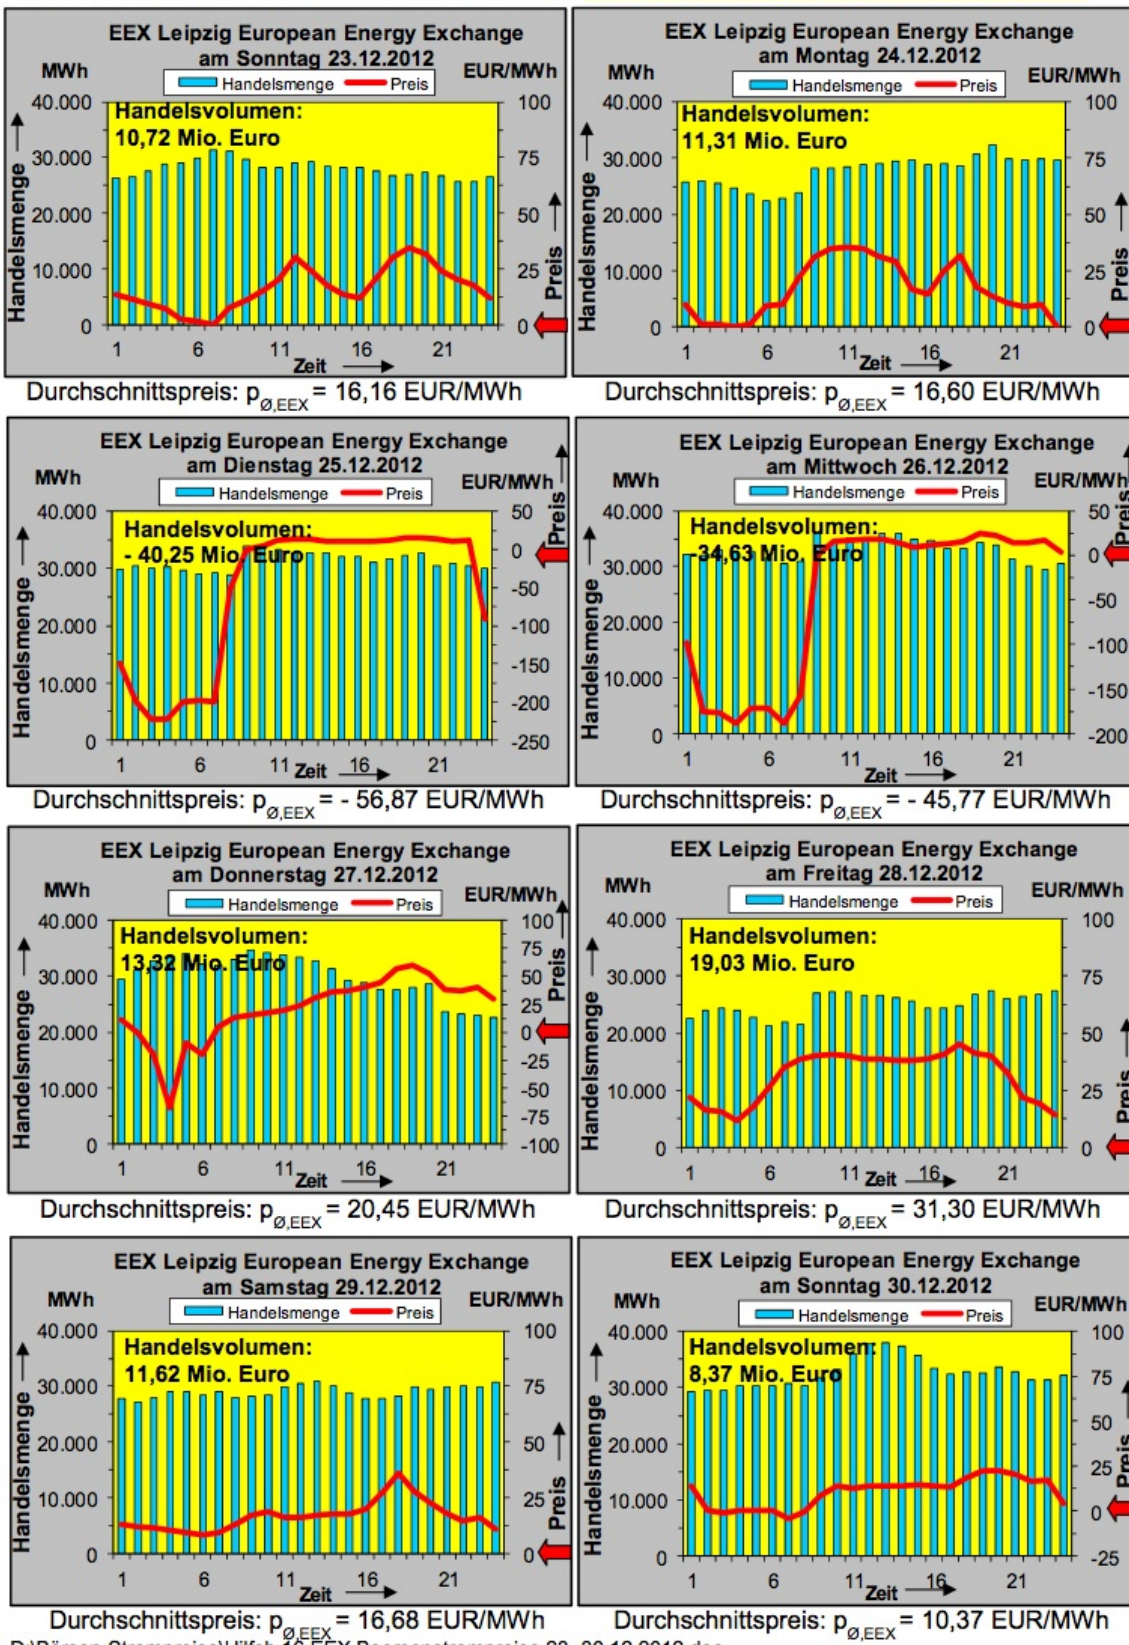 EEX Leipzig European Energy Exchange
am Sonntag 23.12.2012
MWh
EUR/MWh
Handelsmenge Preis
Handelsvolumen:
10,72 Mio. Euro
40.000
30.000
20.000
10.000
0
100
75
50
25
0
Handelsmenge
Preis
1 6 11 16 21
Zeit
Durchschnittspreis: pØ,EEX = 16,16 EUR/MWh
EEX Leipzig European Energy Exchange
am Montag 24.12.2012
MWh
EUR/MWh
Handelsmenge Preis
Handelsvolumen:
11,31 Mio. Euro
40.000
30.000
20.000
10.000
0
100
75
50
25
0
Handelsmenge
Preis
1 6 11 16 21
Zeit
Durchschnittspreis: pØ,EEX = 16,60 EUR/MWh
EEX Leipzig European Energy Exchange
am Dienstag 25.12.2012
MWh
EUR/MWh
Handelsmenge Preis
Handelsvolumen:
- 40,25 Mio. Euro
40.000
30.000
20.000
10.000
0
50
0
-50
-100
-150
-200
-250
Handelsmenge
Preis
1 6 11 16 21
Zeit
Durchschnittspreis: pØ,EEX = - 56,87 EUR/MWh
EEX Leipzig European Energy Exchange
am Mittwoch 26.12.2012
MWh
EUR/MWh
Handelsmenge Preis
Handelsvolumen:
-34,63 Mio. Euro
40.000
30.000
20.000
10.000
0
50
0
-50
-100
-150
-200
Handelsmenge
Preis
1 6 11 16 21
Zeit
Durchschnittspreis: pØ,EEX = - 45,77 EUR/MWh
EEX Leipzig European Energy Exchange
am Donnerstag 27.12.2012
MWh
EUR/MWh
Handelsmenge Preis
Handelsvolumen:
13,32 Mio. Euro
40.000
30.000
20.000
10.000
0
100
75
50
25
0
-25
-50
-75
-100
Handelsmenge
Preis
1 6 11 16 21
Zeit
Durchschnittspreis: pØ,EEX = 20,45 EUR/MWh
EEX Leipzig European Energy Exchange
am Freitag 28.12.2012
MWh
EUR/MWh
Handelsmenge Preis
Handelsvolumen:
19,03 Mio. Euro
40.000
30.000
20.000
10.000
0
100
75
50
25
0
Handelsmenge
Preis
1 6 11 16 21
Zeit
Durchschnittspreis: pØ,EEX = 31,30 EUR/MWh
EEX Leipzig European Energy Exchange
am Samstag 29.12.2012
MWh
EUR/MWh
Handelsmenge Preis
Handelsvolumen:
11,62 Mio. Euro
40.000
30.000
20.000
10.000
0
100
75
50
25
0
Handelsmenge
Preis
1 6 11 16 21
Zeit
Durchschnittspreis: pØ,EEX = 16,68 EUR/MWh
EEX Leipzig European Energy Exchange
am Sonntag 30.12.2012
MWh
EUR/MWh
Handelsmenge Preis
Handelsvolumen:
8,37 Mio. Euro
40.000
30.000
20.000
10.000
0
100
75
50
25
0
-25
Handelsmenge
Preis
1 6 11 16 21
Zeit
Durchschnittspreis: pØ,EEX = 10,37 EUR/MWh